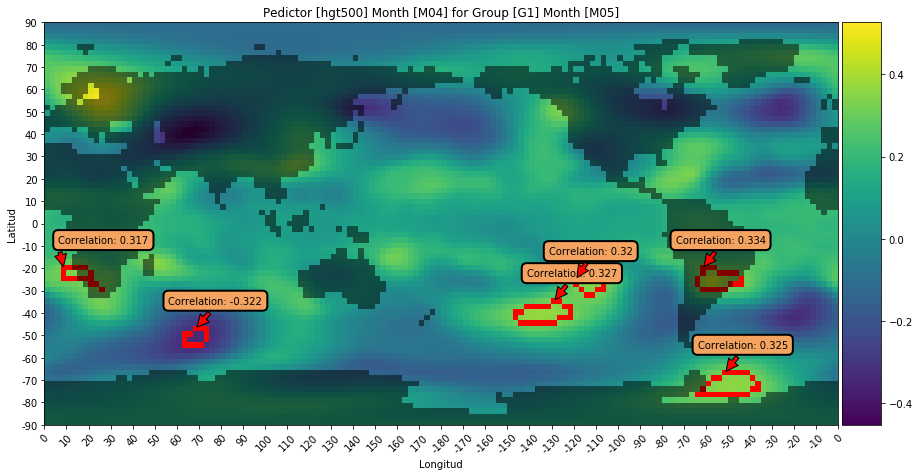 Pedictor [hgt500] Month [M04] for Group [G1] Month [M05]
90
80
70
60
50
40
30
20
10
0
-10
-20
-30
-40
-50
-60
-70
-80
-90
Latitud
Correlation: 0.317
Correlation: 0.32
Correlation: 0.334
Correlation: 0.327
Correlation: -0.322
Correlation: 0.325
0 10 20 30 40 50 60 70 80 90 100 110 120 130 140 150 160 170 180 -170 -160 -150 -140 -130 -120 -110 -100 -90 -80 -70 -60 -50 -40 -30 -20 -10 0
Longitud
0.4
0.2
0.0
−0.2
−0.4